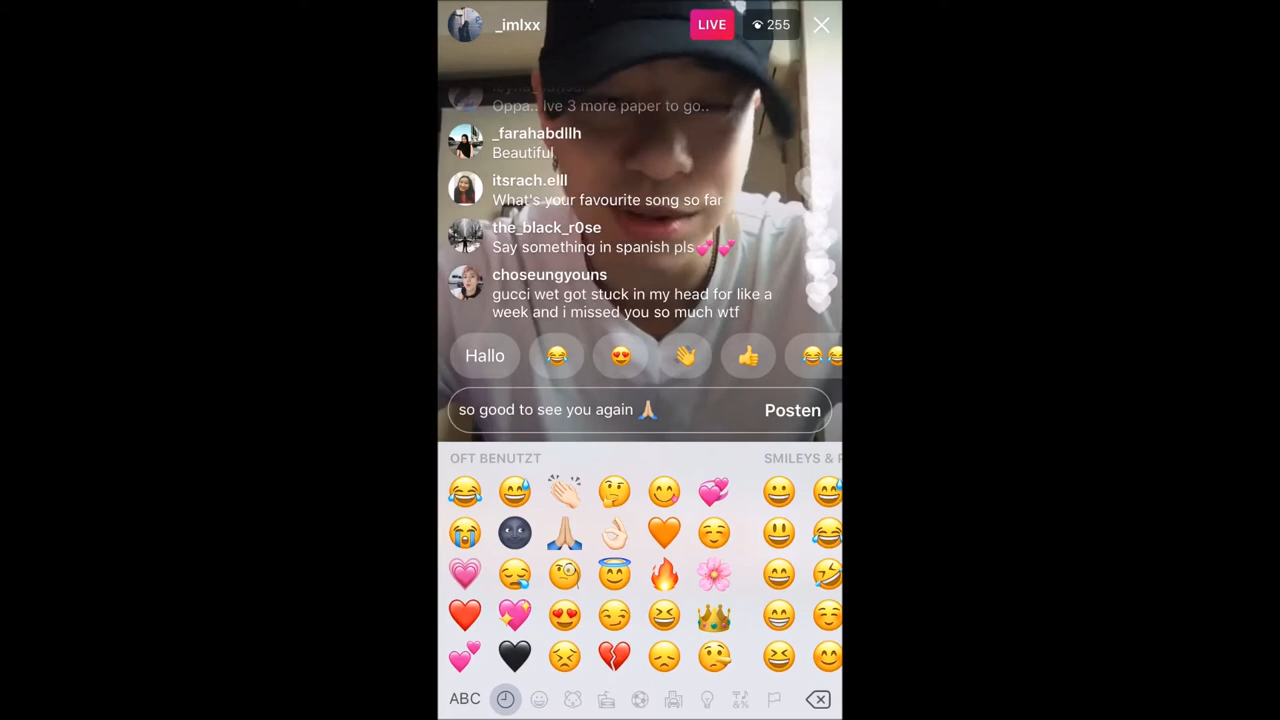 _imlxx
LIVE
255
Oppa.. Ive 3 more paper to go..
_farahabdllh
Beautiful
itsrach.elll
What's your favourite song so far
the_black_r0se
Say something in spanish pls💕💕
choseungyouns
gucci wet got stuck in my head for like a
week and i missed you so much wtf
Hallo
so good to see you again 🙏🏼
Posten
OFT BENUTZT
SMILEYS &
ABC